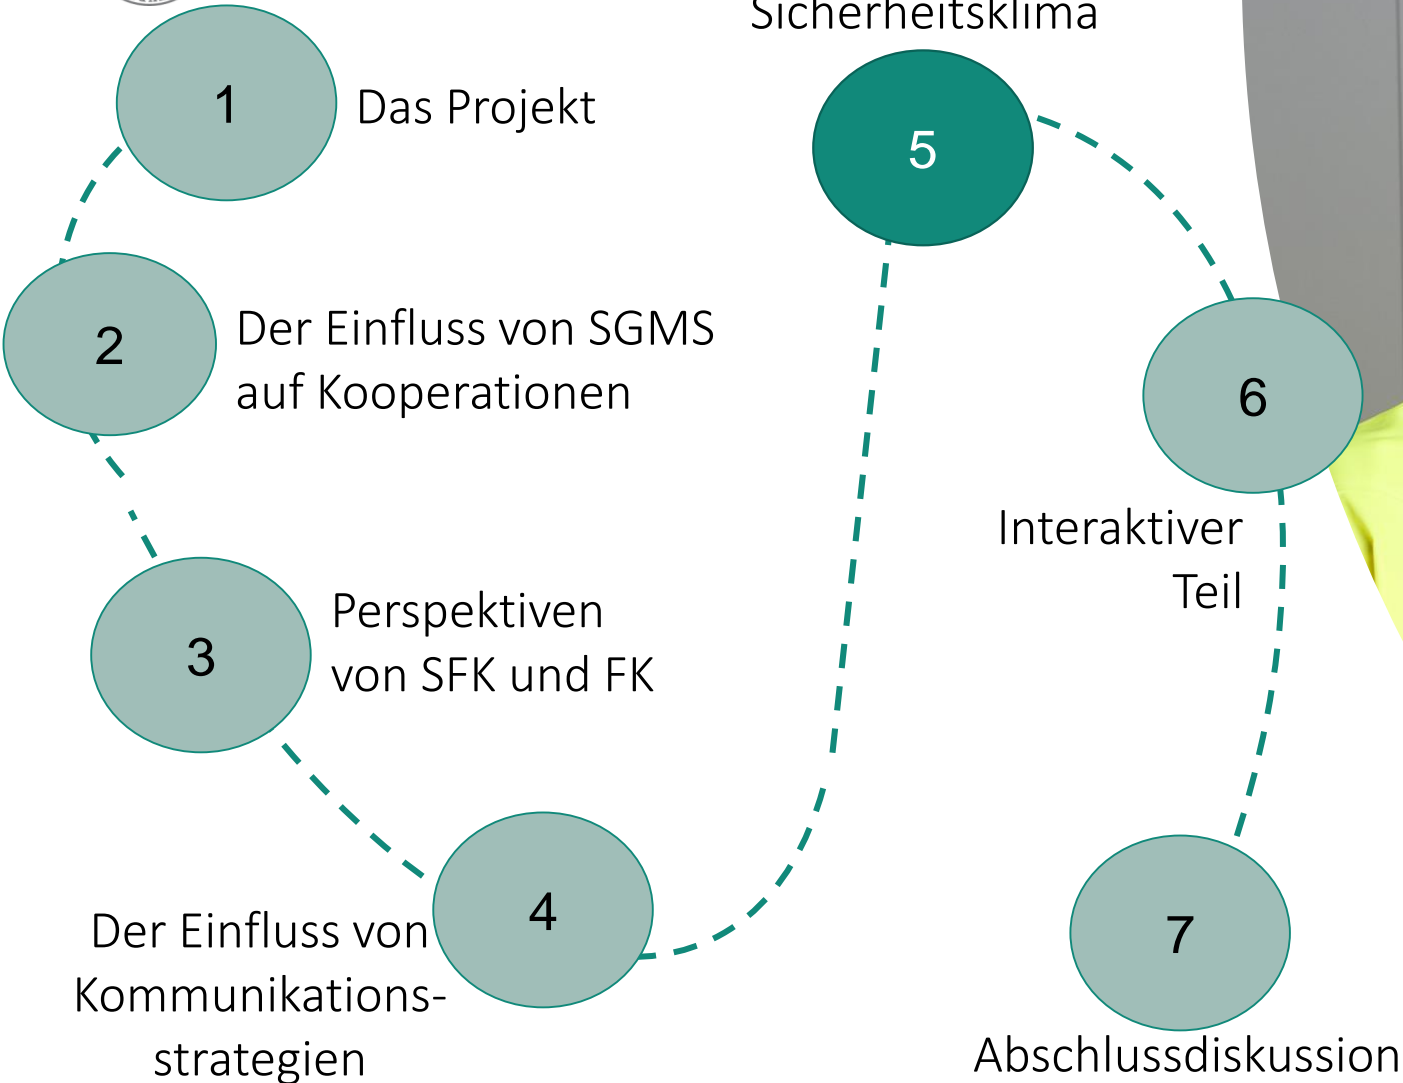 1
Das Projekt
2
Der Einfluss von SGMS
auf Kooperationen
3
Perspektiven
von SFK und FK
4
Der Einfluss von
Kommunikations-
strategien
Sicherheitsklima
5
6
Interaktiver
Teil
7
Abschlussdiskussion